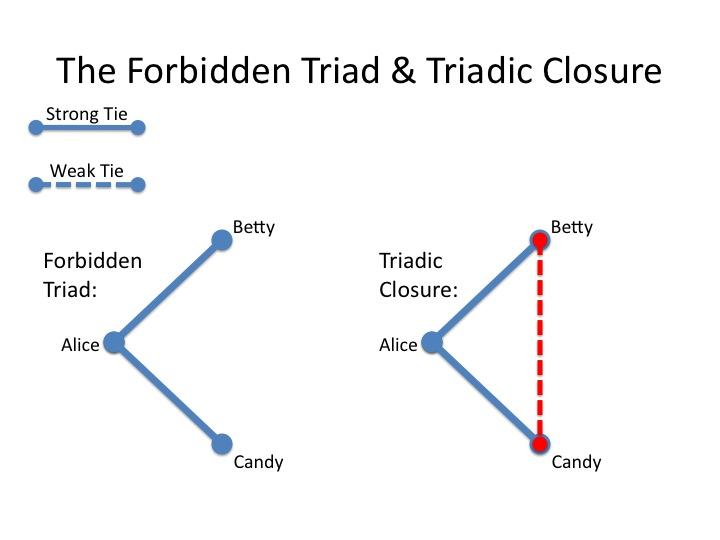 The Forbidden Triad & Triadic Closure
Strong Tie
Weak Tie
Forbidden
Triad:
Betty
Alice
Candy
Triadic
Closure:
Betty
Alice
Candy